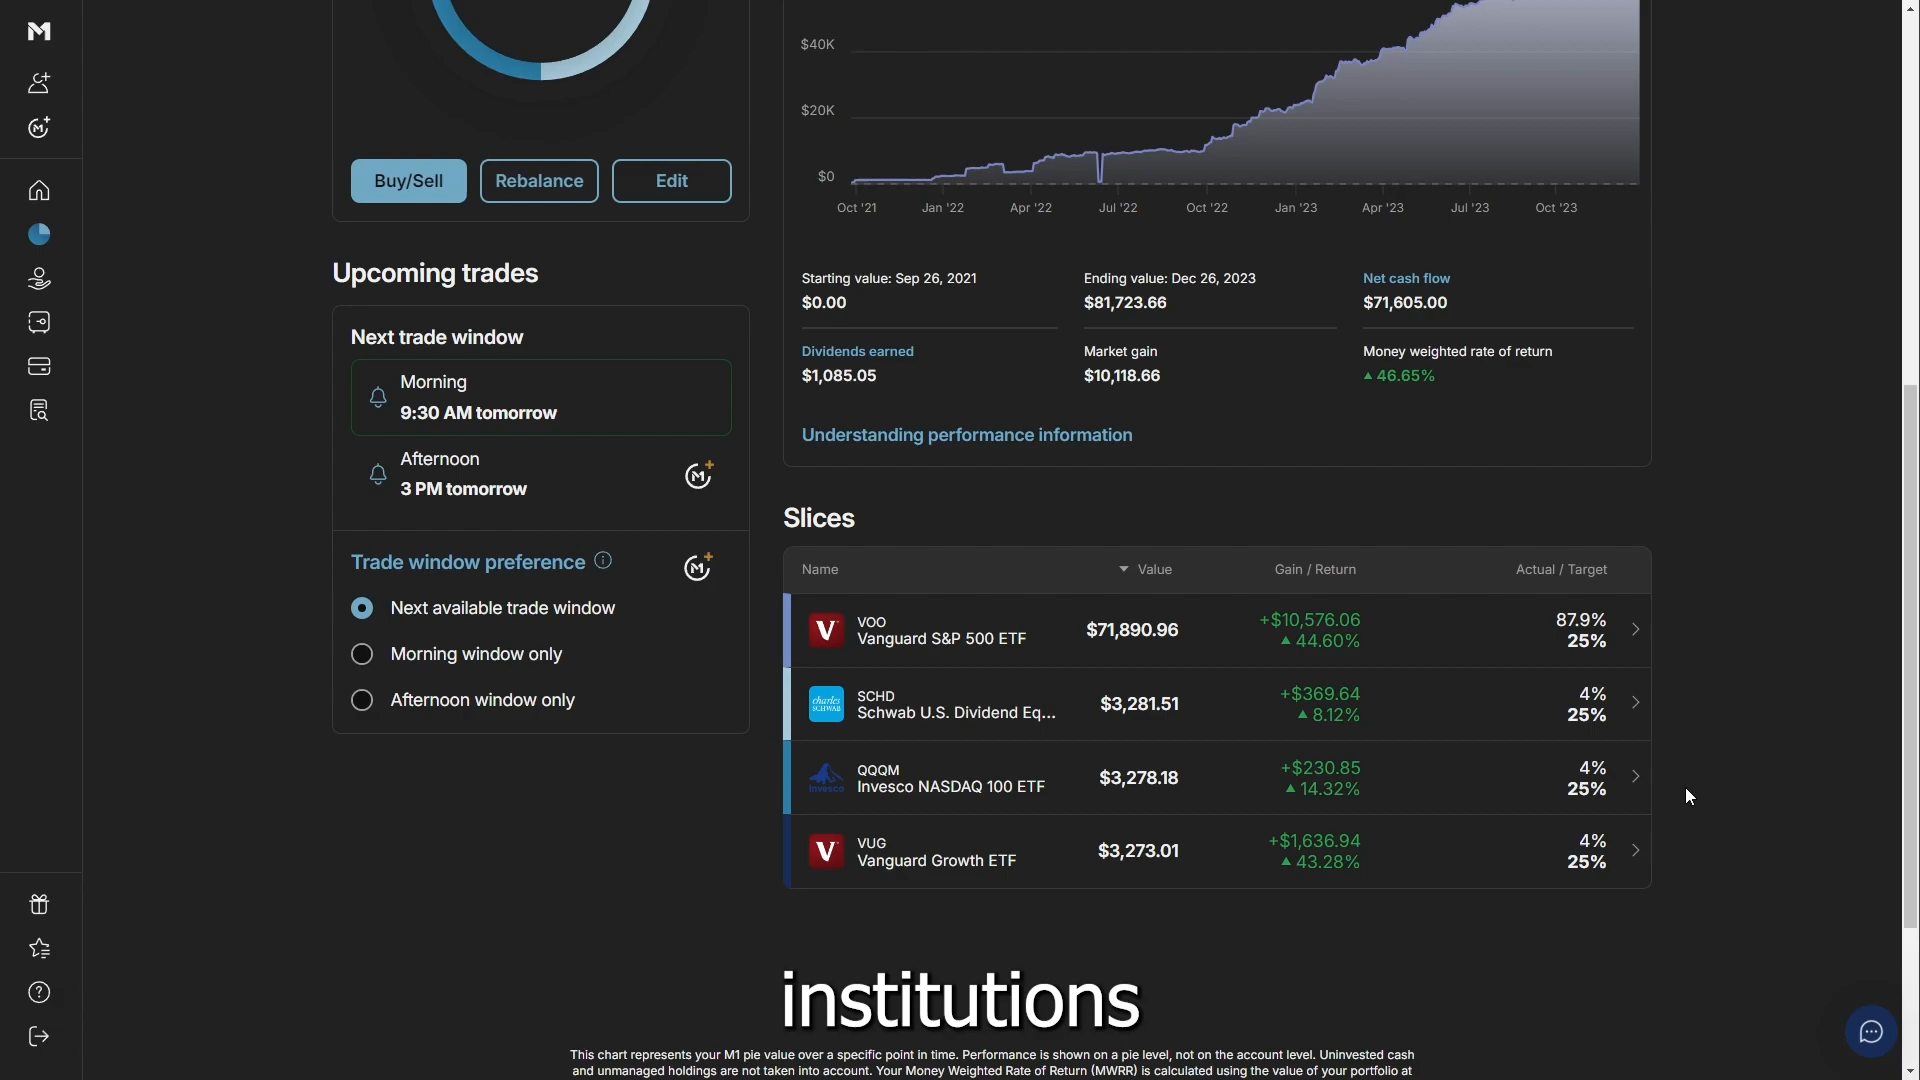 $40K
$20K
$0
Oct '21 Jan '22 Apr '22 Jul '22 Oct '22 Jan '23 Apr '23 Jul '23 Oct '23
Buy/Sell Rebalance Edit
Upcoming trades
Next trade window
Morning
9:30 AM tomorrow
Afternoon
3 PM tomorrow
Trade window preference
Next available trade window
Morning window only
Afternoon window only
Starting value: Sep 26, 2021
$0.00
Ending value: Dec 26, 2023
$81,723.66
Net cash flow
$71,605.00
Dividends earned
$1,085.05
Market gain
$10,118.66
Money weighted rate of return
46.65%
Understanding performance information
Slices
Name Value Gain / Return Actual / Target
V
VOO
Vanguard S&P 500 ETF
$71,890.96
+$10,576.06
44.60%
87.9%
25%
charles
SCHWAB
SCHD
Schwab U.S. Dividend Eq...
$3,281.51
+$369.64
8.12%
4%
25%
Invesco
QQQM
Invesco NASDAQ 100 ETF
$3,278.18
+$230.85
14.32%
4%
25%
V
VUG
Vanguard Growth ETF
$3,273.01
+$1,636.94
43.28%
4%
25%
institutions
This chart represents your M1 pie value over a specific point in time. Performance is shown on a pie level, not on the account level. Uninvested cash
and unmanaged holdings are not taken into account. Your Money Weighted Rate of Return (MWRR) is calculated using the value of your portfolio at